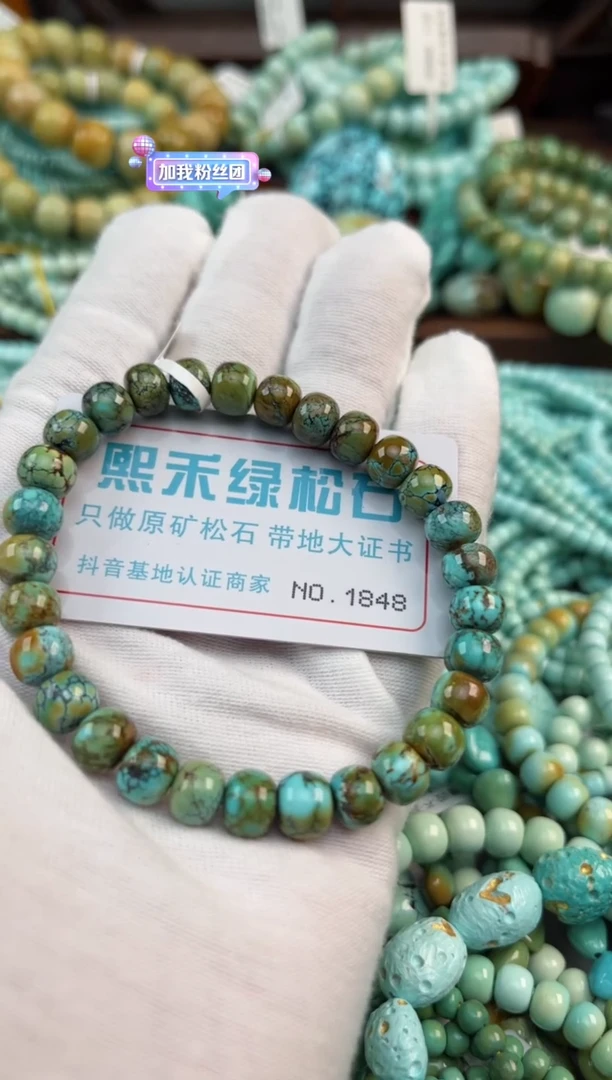 加我粉丝团
熙禾绿松石
只做原矿松石 带地大证书
抖音基地认证商家 NO.1848